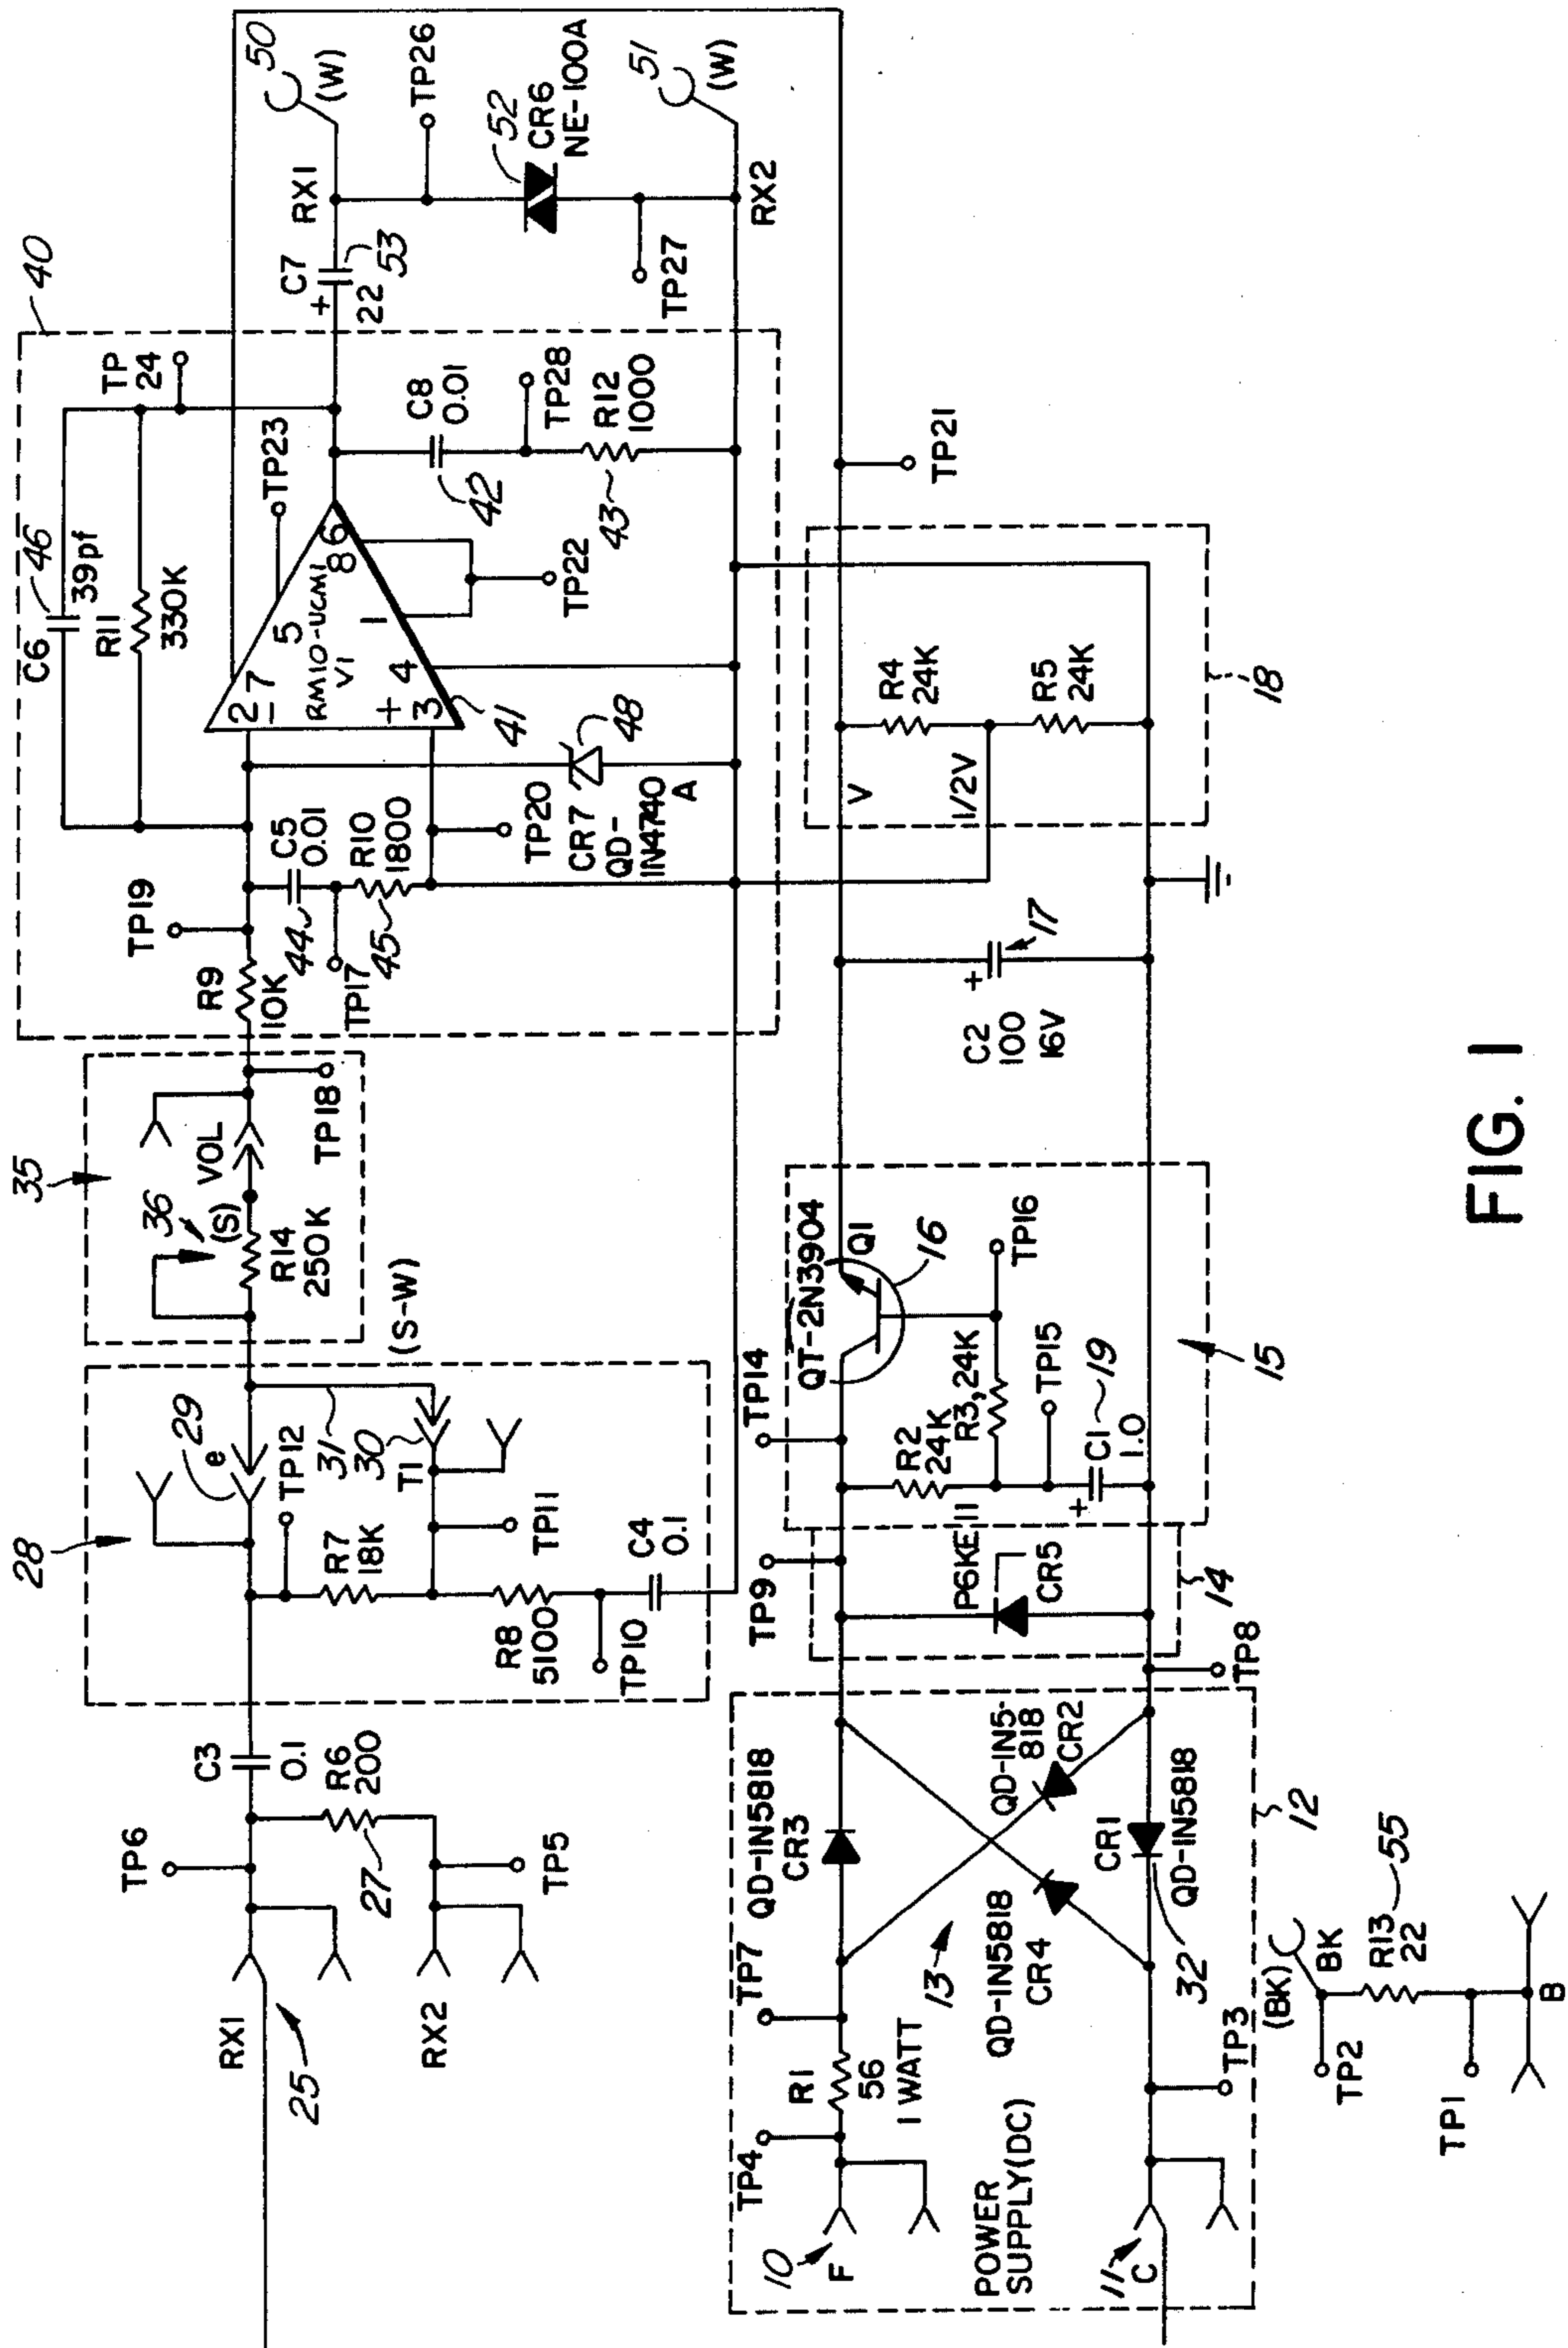 RX1
25
RX2
TP6
TP5
27
C3
0.1
R6
200
28
29
e
TP12
R7
18K
31
30
T1
TP11
R8
5100
TP10
C4
0.1
35
36
(S)
VOL
R14
250K
TP18
(S-W)
40
TP19
R9
10K
44
C5
0.01
TP17
R10
1800
45
C6
46
39pf
R11
330K
TP
24
2
7
–
5
RM10-UCM1
V1
+
3
4
1
8
6
TP23
41
TP20
CR7
QD-
1N4740
A
48
TP22
C8
0.01
42
TP28
R12
1000
43
C7
+
22
53
RX1
50
(W)
TP26
52
CR6
NE-100A
TP27
51
(W)
RX2
10
F
TP4
R1
56
1 WATT
TP7
QD-1N5818
CR3
POWER
SUPPLY(DC)
13
QD-1N5818
CR4
QD-1N5-
818
CR2
11
C
TP3
32
CR1
QD-1N5818
12
TP8
TP9
P6KE11
CR5
14
TP14
QT-2N3904
Q1
16
R2
24K
R3, 24K
TP16
TP15
+
C1
1.0
19
15
C2
100
16V
+
17
V
1/2V
R4
24K
R5
24K
18
TP21
(BK)
BK
TP2
R13
22
55
TP1
B
FIG. 1